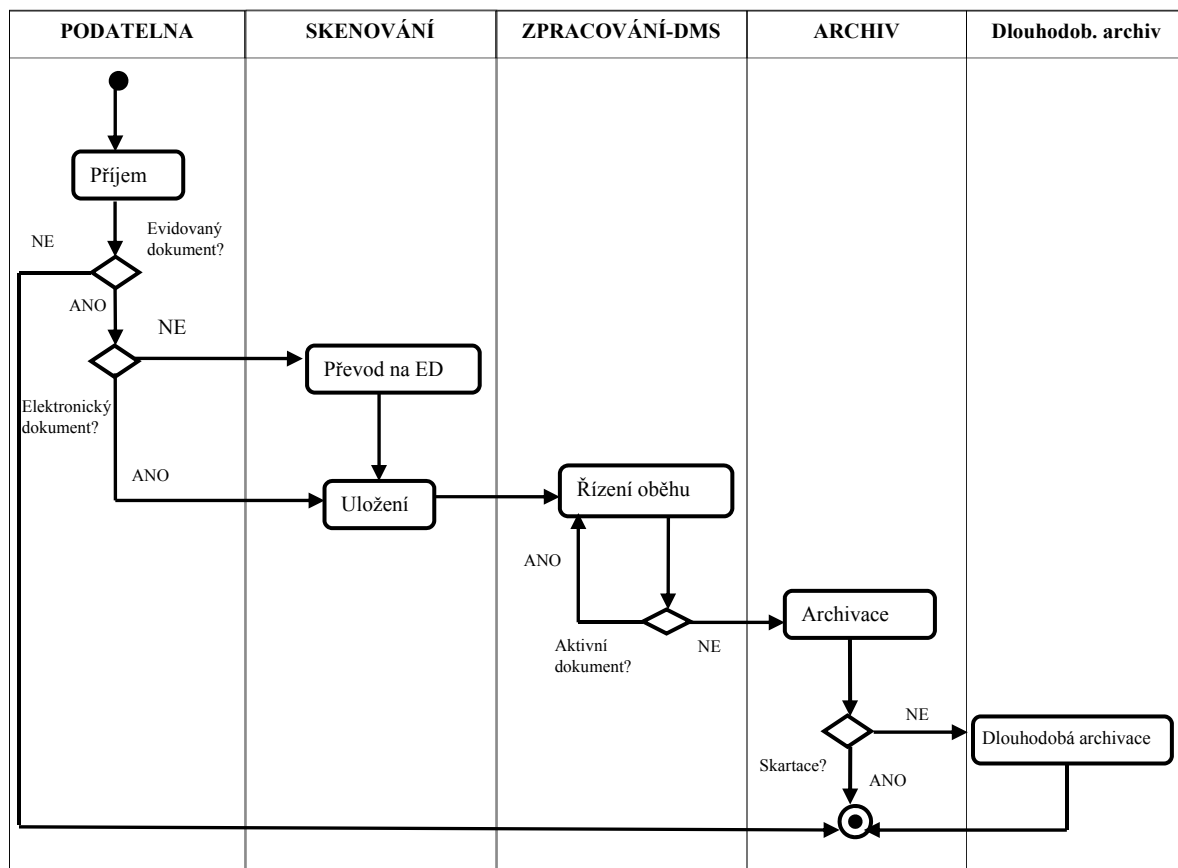 PODATELNA
SKENOVÁNÍ
ZPRACOVÁNÍ-DMS
ARCHIV
Dlouhodob. archiv
Příjem
Evidovaný
dokument?
NE
ANO
NE
Převod na ED
Elektronický
dokument?
ANO
Uložení
Řízení oběhu
ANO
Aktivní
dokument?
NE
Archivace
NE
Dlouhodobá archivace
Skartace?
ANO